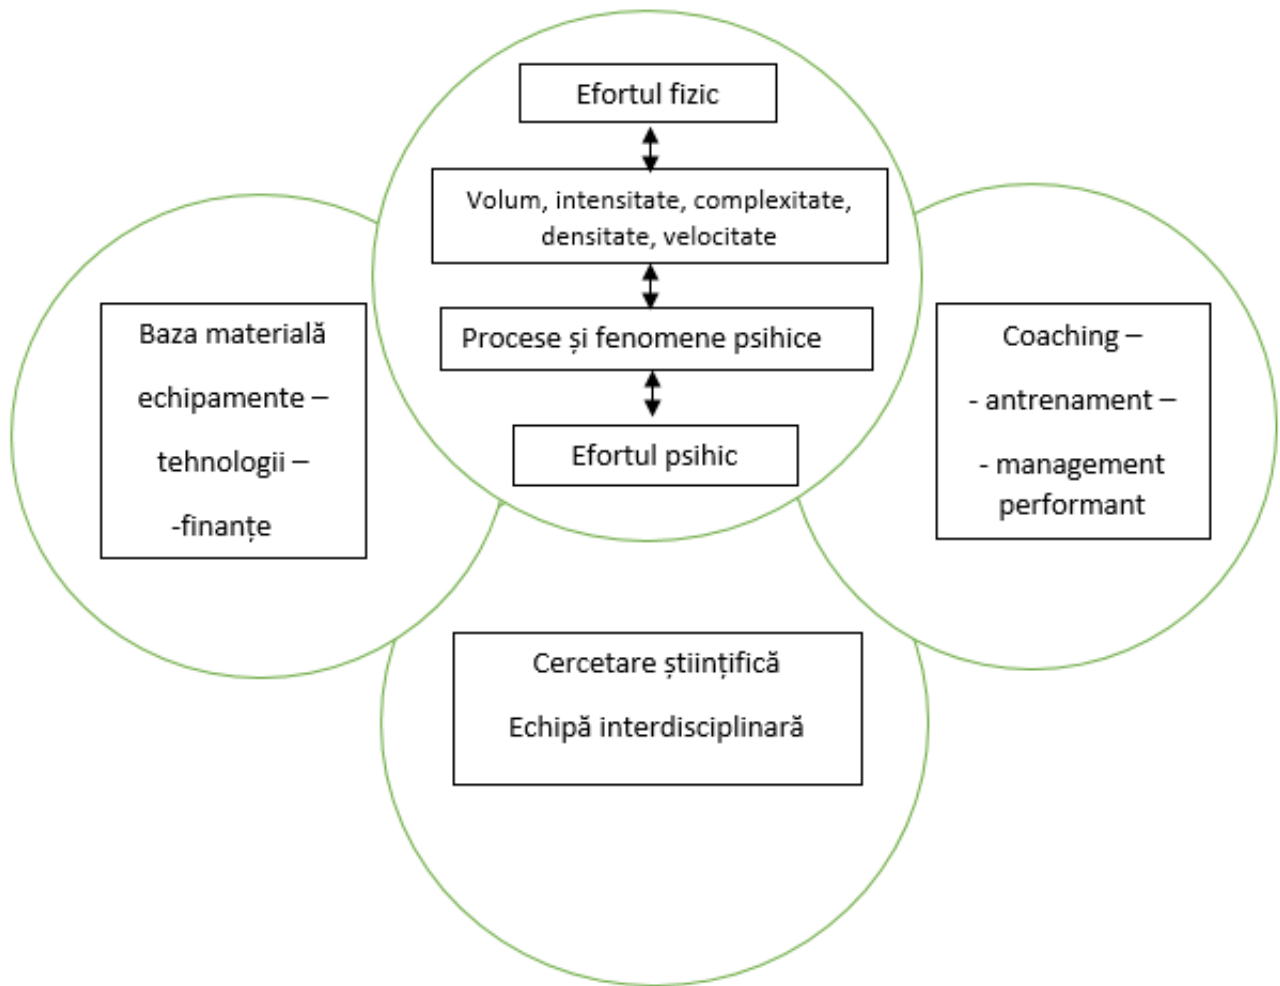 Efortul fizic
Volum, intensitate, complexitate,
densitate, velocitate
Procese și fenomene psihice
Efortul psihic
Baza materială
echipamente –
tehnologii –
-finanțe
Coaching –
- antrenament –
- management
performant
Cercetare științifică
Echipă interdisciplinară